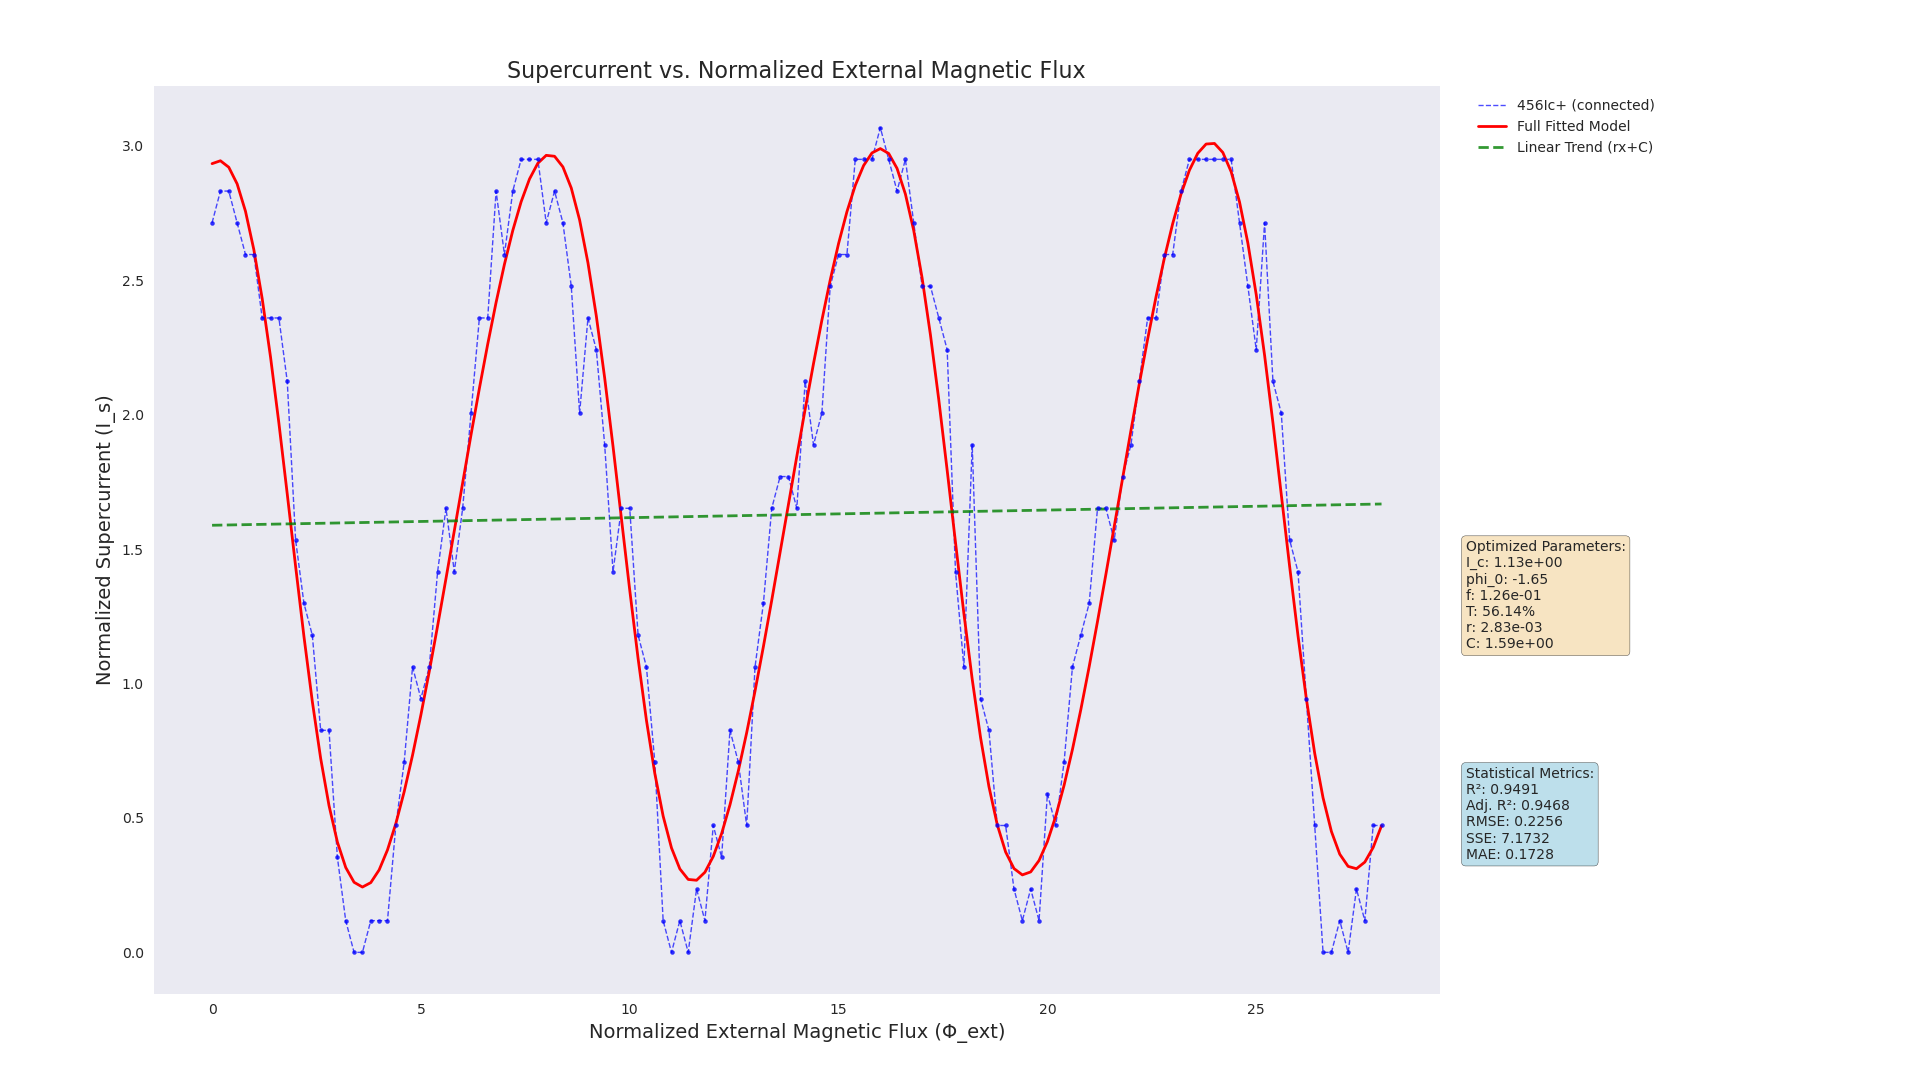 Supercurrent vs. Normalized External Magnetic Flux
456Ic+ (connected)
Full Fitted Model
Linear Trend (rx+C)
Normalized Supercurrent (I_s)
3.0
2.5
2.0
1.5
1.0
0.5
0.0
0
5
10
15
20
25
Normalized External Magnetic Flux (Φ_ext)
Optimized Parameters:
I_c: 1.13e+00
phi_0: -1.65
f: 1.26e-01
T: 56.14%
r: 2.83e-03
C: 1.59e+00
Statistical Metrics:
R²: 0.9491
Adj. R²: 0.9468
RMSE: 0.2256
SSE: 7.1732
MAE: 0.1728